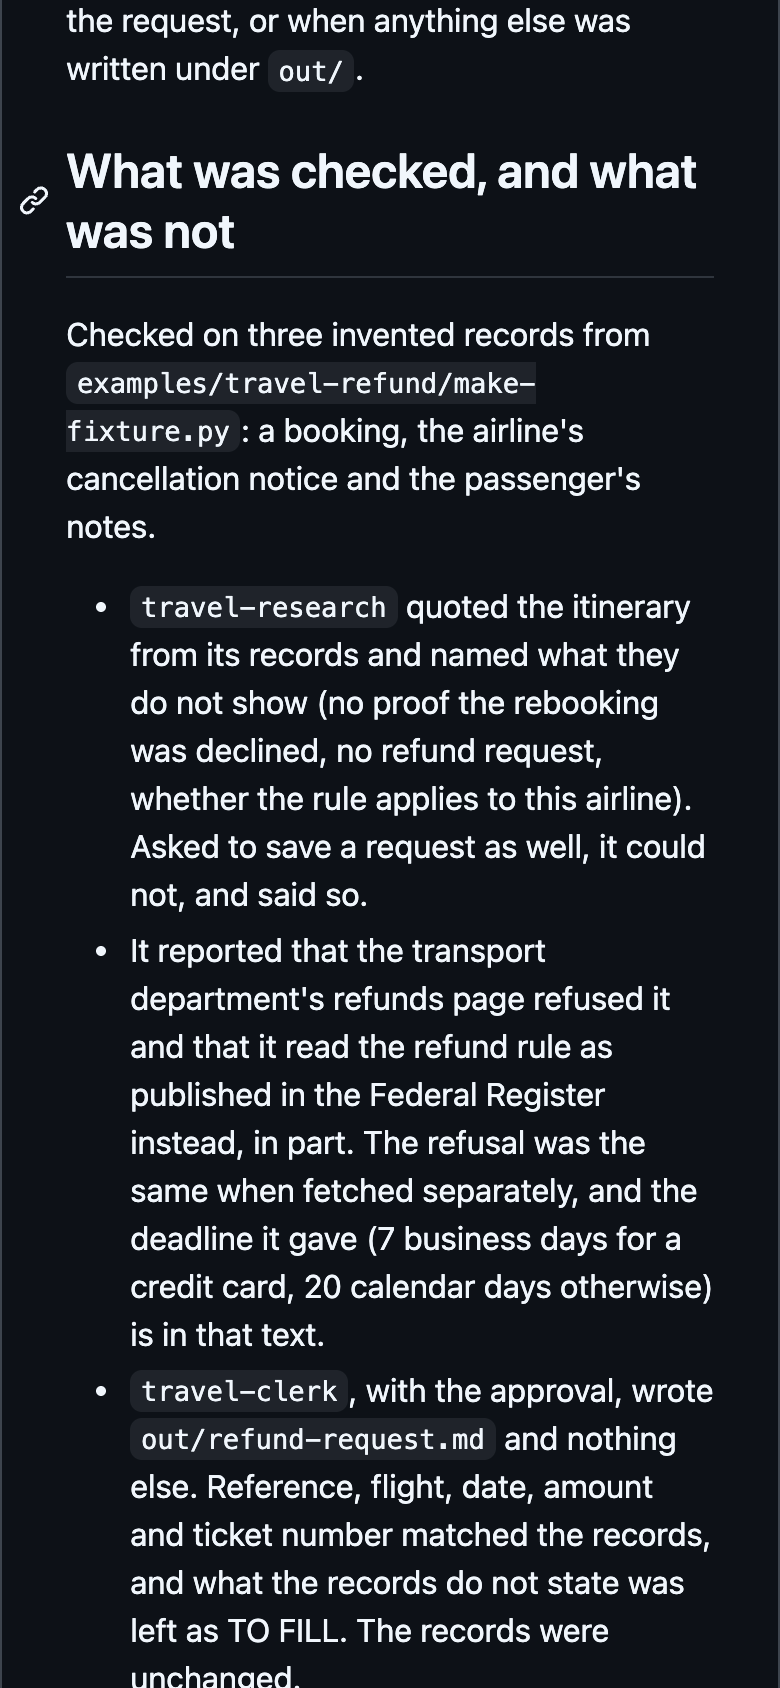 the request, or when anything else was
written under out/.
What was checked, and what
was not
Checked on three invented records from
examples/travel-refund/make-
fixture.py: a booking, the airline's
cancellation notice and the passenger's
notes.
• travel-research quoted the itinerary
from its records and named what they
do not show (no proof the rebooking
was declined, no refund request,
whether the rule applies to this airline).
Asked to save a request as well, it could
not, and said so.
• It reported that the transport
department's refunds page refused it
and that it read the refund rule as
published in the Federal Register
instead, in part. The refusal was the
same when fetched separately, and the
deadline it gave (7 business days for a
credit card, 20 calendar days otherwise)
is in that text.
• travel-clerk, with the approval, wrote
out/refund-request.md and nothing
else. Reference, flight, date, amount
and ticket number matched the records,
and what the records do not state was
left as TO FILL. The records were
unchanged.